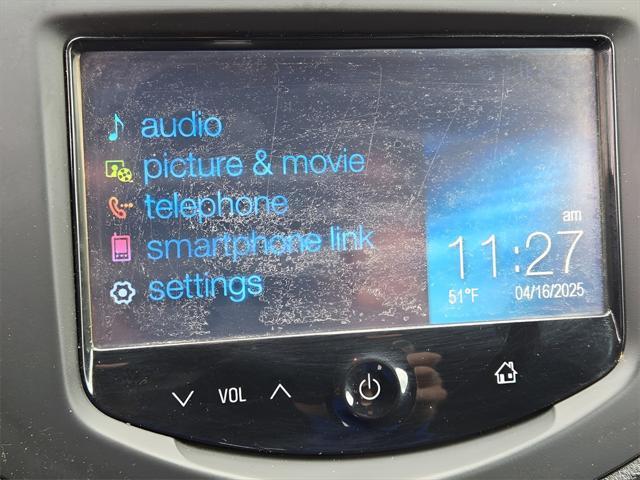 audio
picture & movie
telephone
smartphone link
settings
am
11:27
51°F 04/16/2025
VOL